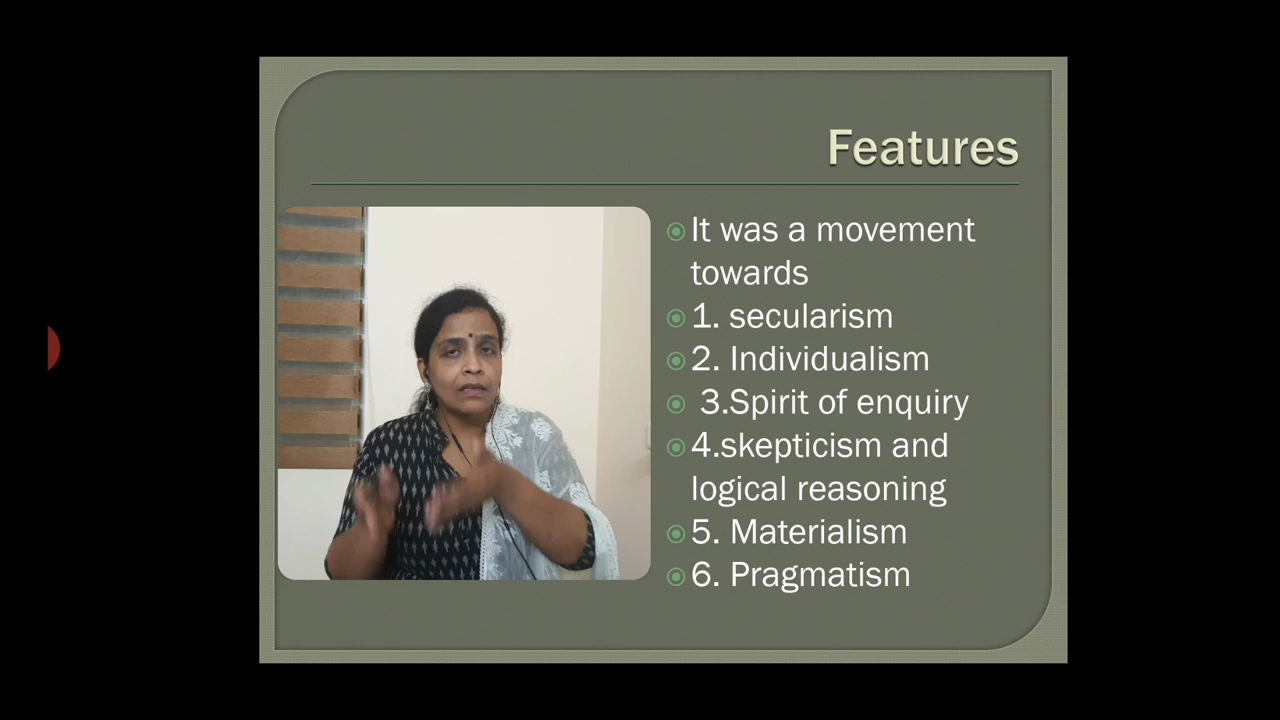 Features
It was a movement
towards
1. secularism
2. Individualism
3.Spirit of enquiry
4.skepticism and
logical reasoning
5. Materialism
6. Pragmatism